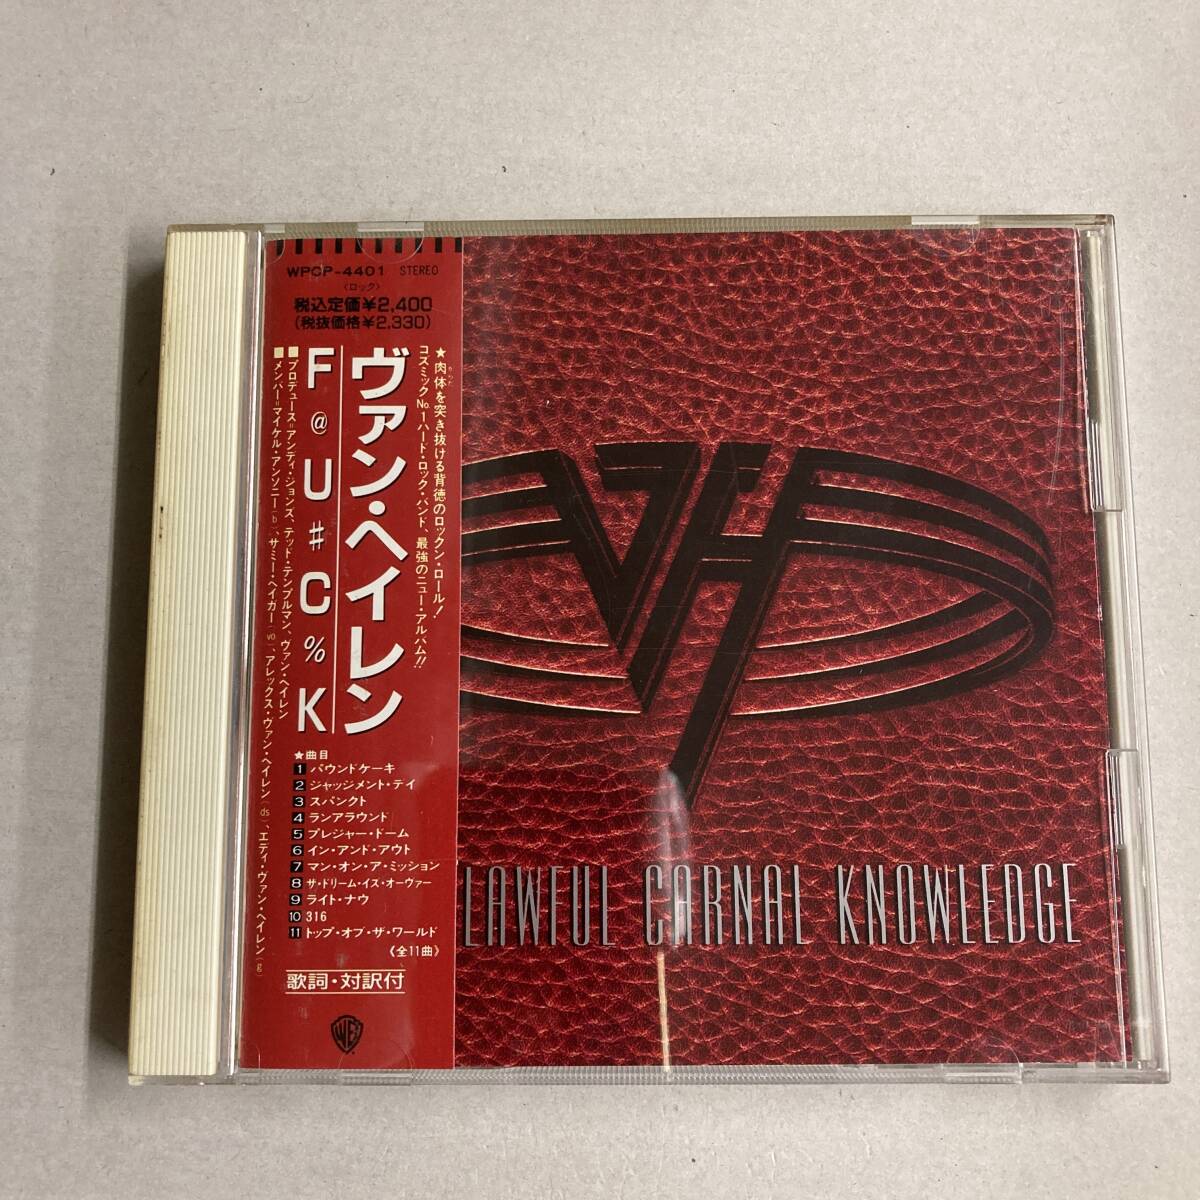 WPCP-4401 STEREO
〈ロック〉
税込定価¥2,400
(税抜価格¥2,330)
★肉体を突き抜ける背徳のロックン・ロール!
コスミックNo.1ハード・ロック・バンド、最強のニュー・アルバム!!
ヴァン・ヘイレン
F@U#C%K
■プロデュース=アンディ・ジョンズ、テッド・テンプルマン、ヴァン・ヘイレン
■メンバー=マイケル・アンソニー(b)、サミー・ヘイガー(vo)、アレックス・ヴァン・ヘイレン(ds)、エディ・ヴァン・ヘイレン(g)
★曲目
1 パウンドケーキ
2 ジャッジメント・デイ
3 スパンクト
4 ランアラウンド
5 プレジャー・ドーム
6 イン・アンド・アウト
7 マン・オン・ア・ミッション
8 ザ・ドリーム・イズ・オーヴァー
9 ライト・ナウ
10 316
11 トップ・オブ・ザ・ワールド
《全11曲》
歌詞・対訳付
VH
LAWFUL CARNAL KNOWLEDGE